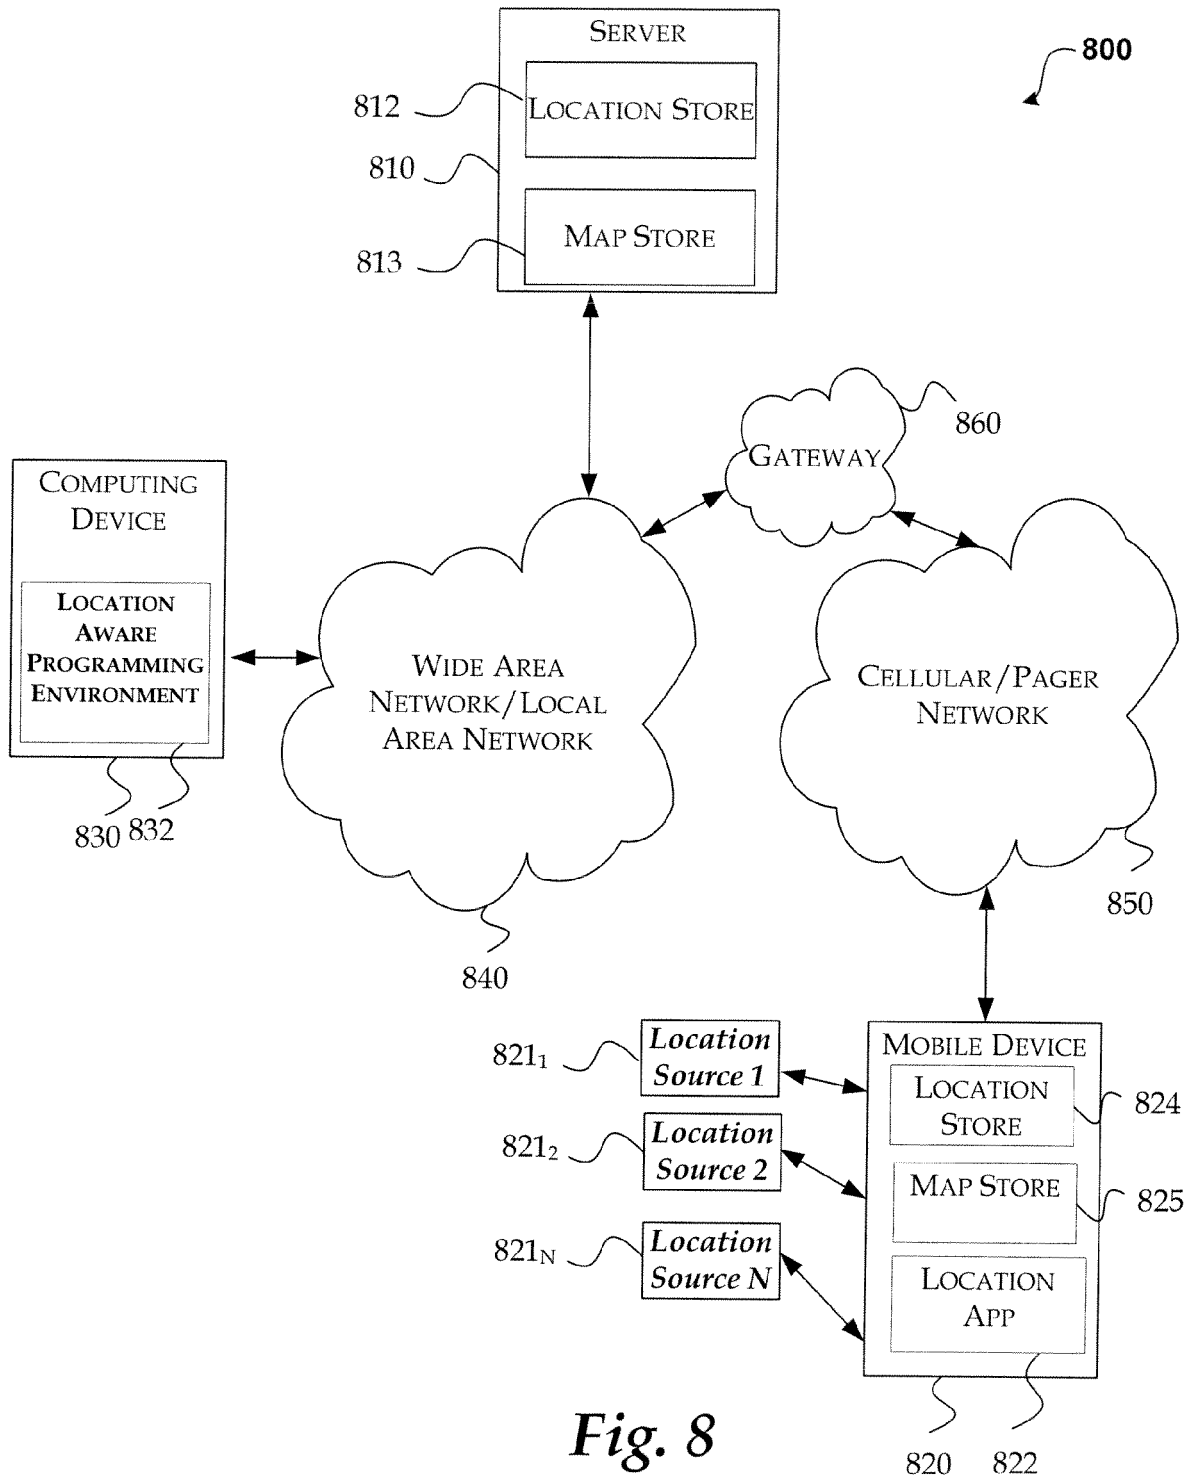 SERVER
800
812
LOCATION STORE
810
MAP STORE
813
860
GATEWAY
COMPUTING
DEVICE
LOCATION
AWARE
PROGRAMMING
ENVIRONMENT
830
832
WIDE AREA
NETWORK/LOCAL
AREA NETWORK
840
CELLULAR/PAGER
NETWORK
850
821₁
Location
Source 1
821₂
Location
Source 2
821N
Location
Source N
MOBILE DEVICE
LOCATION
STORE
824
MAP STORE
825
LOCATION
APP
820
822
Fig. 8